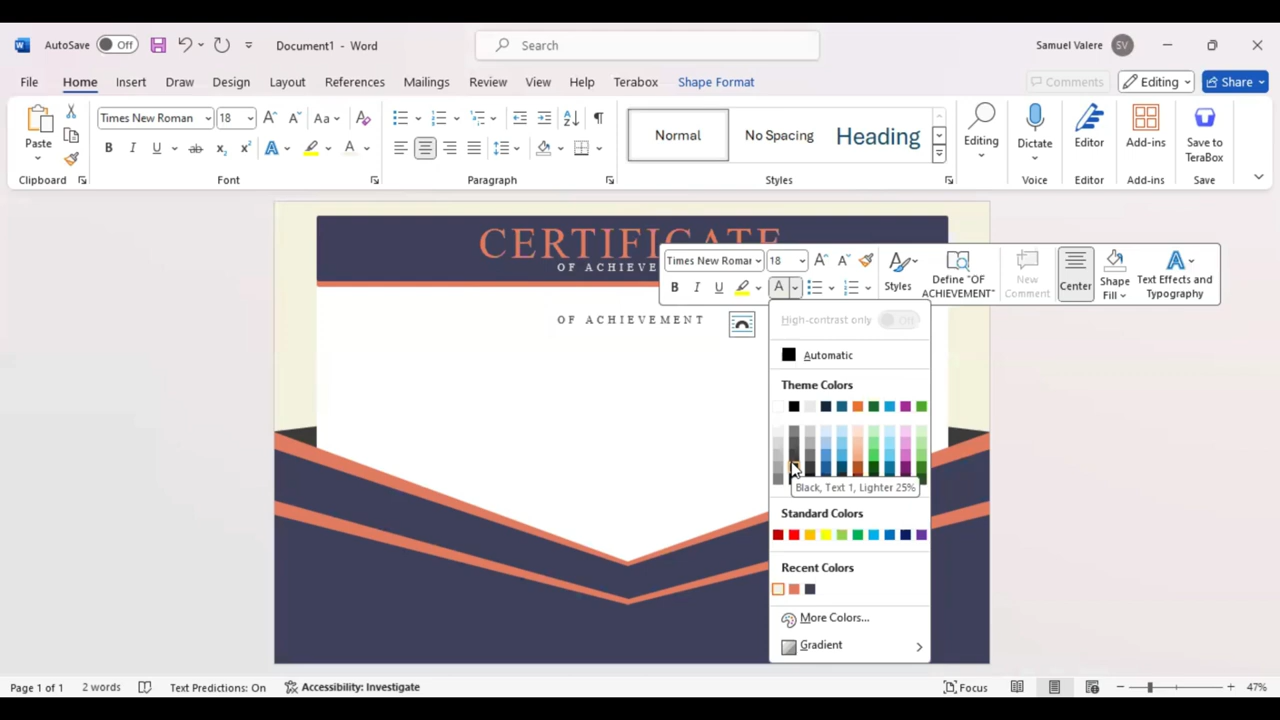 AutoSave Off Document1 - Word Search Samuel Valere SV
File Home Insert Draw Design Layout References Mailings Review View Help Terabox Shape Format Comments Editing Share
Paste
Clipboard
Times New Roman 18
Font
Paragraph
Normal No Spacing Heading
Styles
Editing
Dictate
Voice
Editor
Editor
Add-ins
Add-ins
Save to
TeraBox
Save
CERTIFICATE
OF ACHIEVE
OF ACHIEVEMENT
Times New Roman 18
Styles
Define "OF
ACHIEVEMENT"
New
Comment
Center
Shape
Fill
Text Effects and
Typography
High-contrast only Off
Automatic
Theme Colors
Black, Text 1, Lighter 25%
Standard Colors
Recent Colors
More Colors...
Gradient
Page 1 of 1 2 words Text Predictions: On Accessibility: Investigate Focus 47%